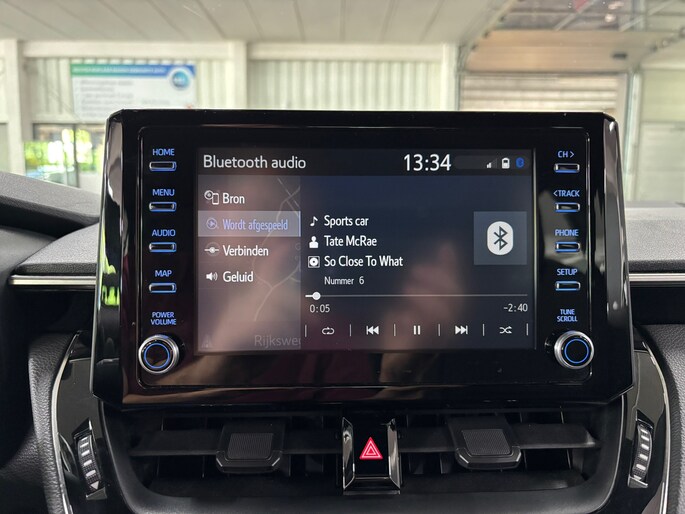 HOME
MENU
AUDIO
MAP
POWER
VOLUME
Bluetooth audio
13:34
Bron
Wordt afgespeeld
Verbinden
Geluid
Rijkswe
Sports car
Tate McRae
So Close To What
Nummer 6
0:05
-2:40
CH >
< TRACK
PHONE
SETUP
TUNE
SCROLL